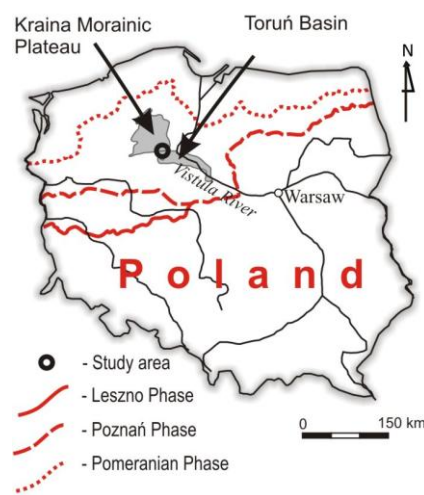 Kraina Morainic
Plateau
Toruń Basin
N
Vistula River
Warsaw
Poland
- Study area
- Leszno Phase
- Poznań Phase
- Pomeranian Phase
0 150 km